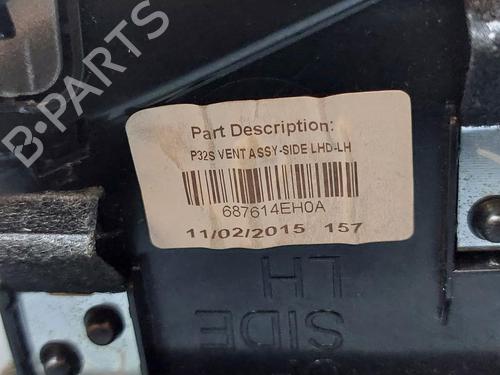 B-PARTS
Part Description:
P32S VENT ASSY-SIDE LHD-LH
687614EH0A
11/02/2015 157
LH
SIDE